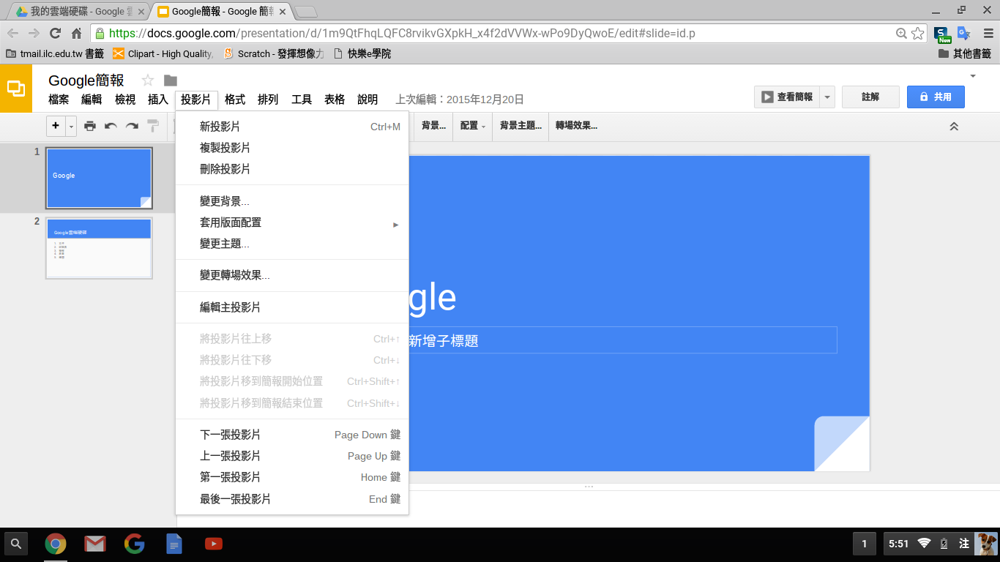 我的雲端硬碟 - Google 雲
Google簡報 - Google 簡報
https://docs.google.com/presentation/d/1m9QtFhqLQFC8rvikvGXpkH_x4f2dVVWx-wPo9DyQwoE/edit#slide=id.p
New
tmail.ilc.edu.tw 書籤
Clipart - High Quality,
Scratch - 發揮想像力
快樂e學院
其他書籤
Google簡報
檔案 編輯 檢視 插入 投影片 格式 排列 工具 表格 說明 上次編輯：2015年12月20日
查看簡報
註解
共用
背景...
配置
背景主題...
轉場效果...
新投影片 Ctrl+M
複製投影片
刪除投影片
變更背景...
套用版面配置
變更主題...
變更轉場效果...
編輯主投影片
將投影片往上移 Ctrl+↑
將投影片往下移 Ctrl+↓
將投影片移到簡報開始位置 Ctrl+Shift+↑
將投影片移到簡報結束位置 Ctrl+Shift+↓
下一張投影片 Page Down 鍵
上一張投影片 Page Up 鍵
第一張投影片 Home 鍵
最後一張投影片 End 鍵
1
Google
2
Google雲端硬碟
gle
新增子標題
1
5:51
注